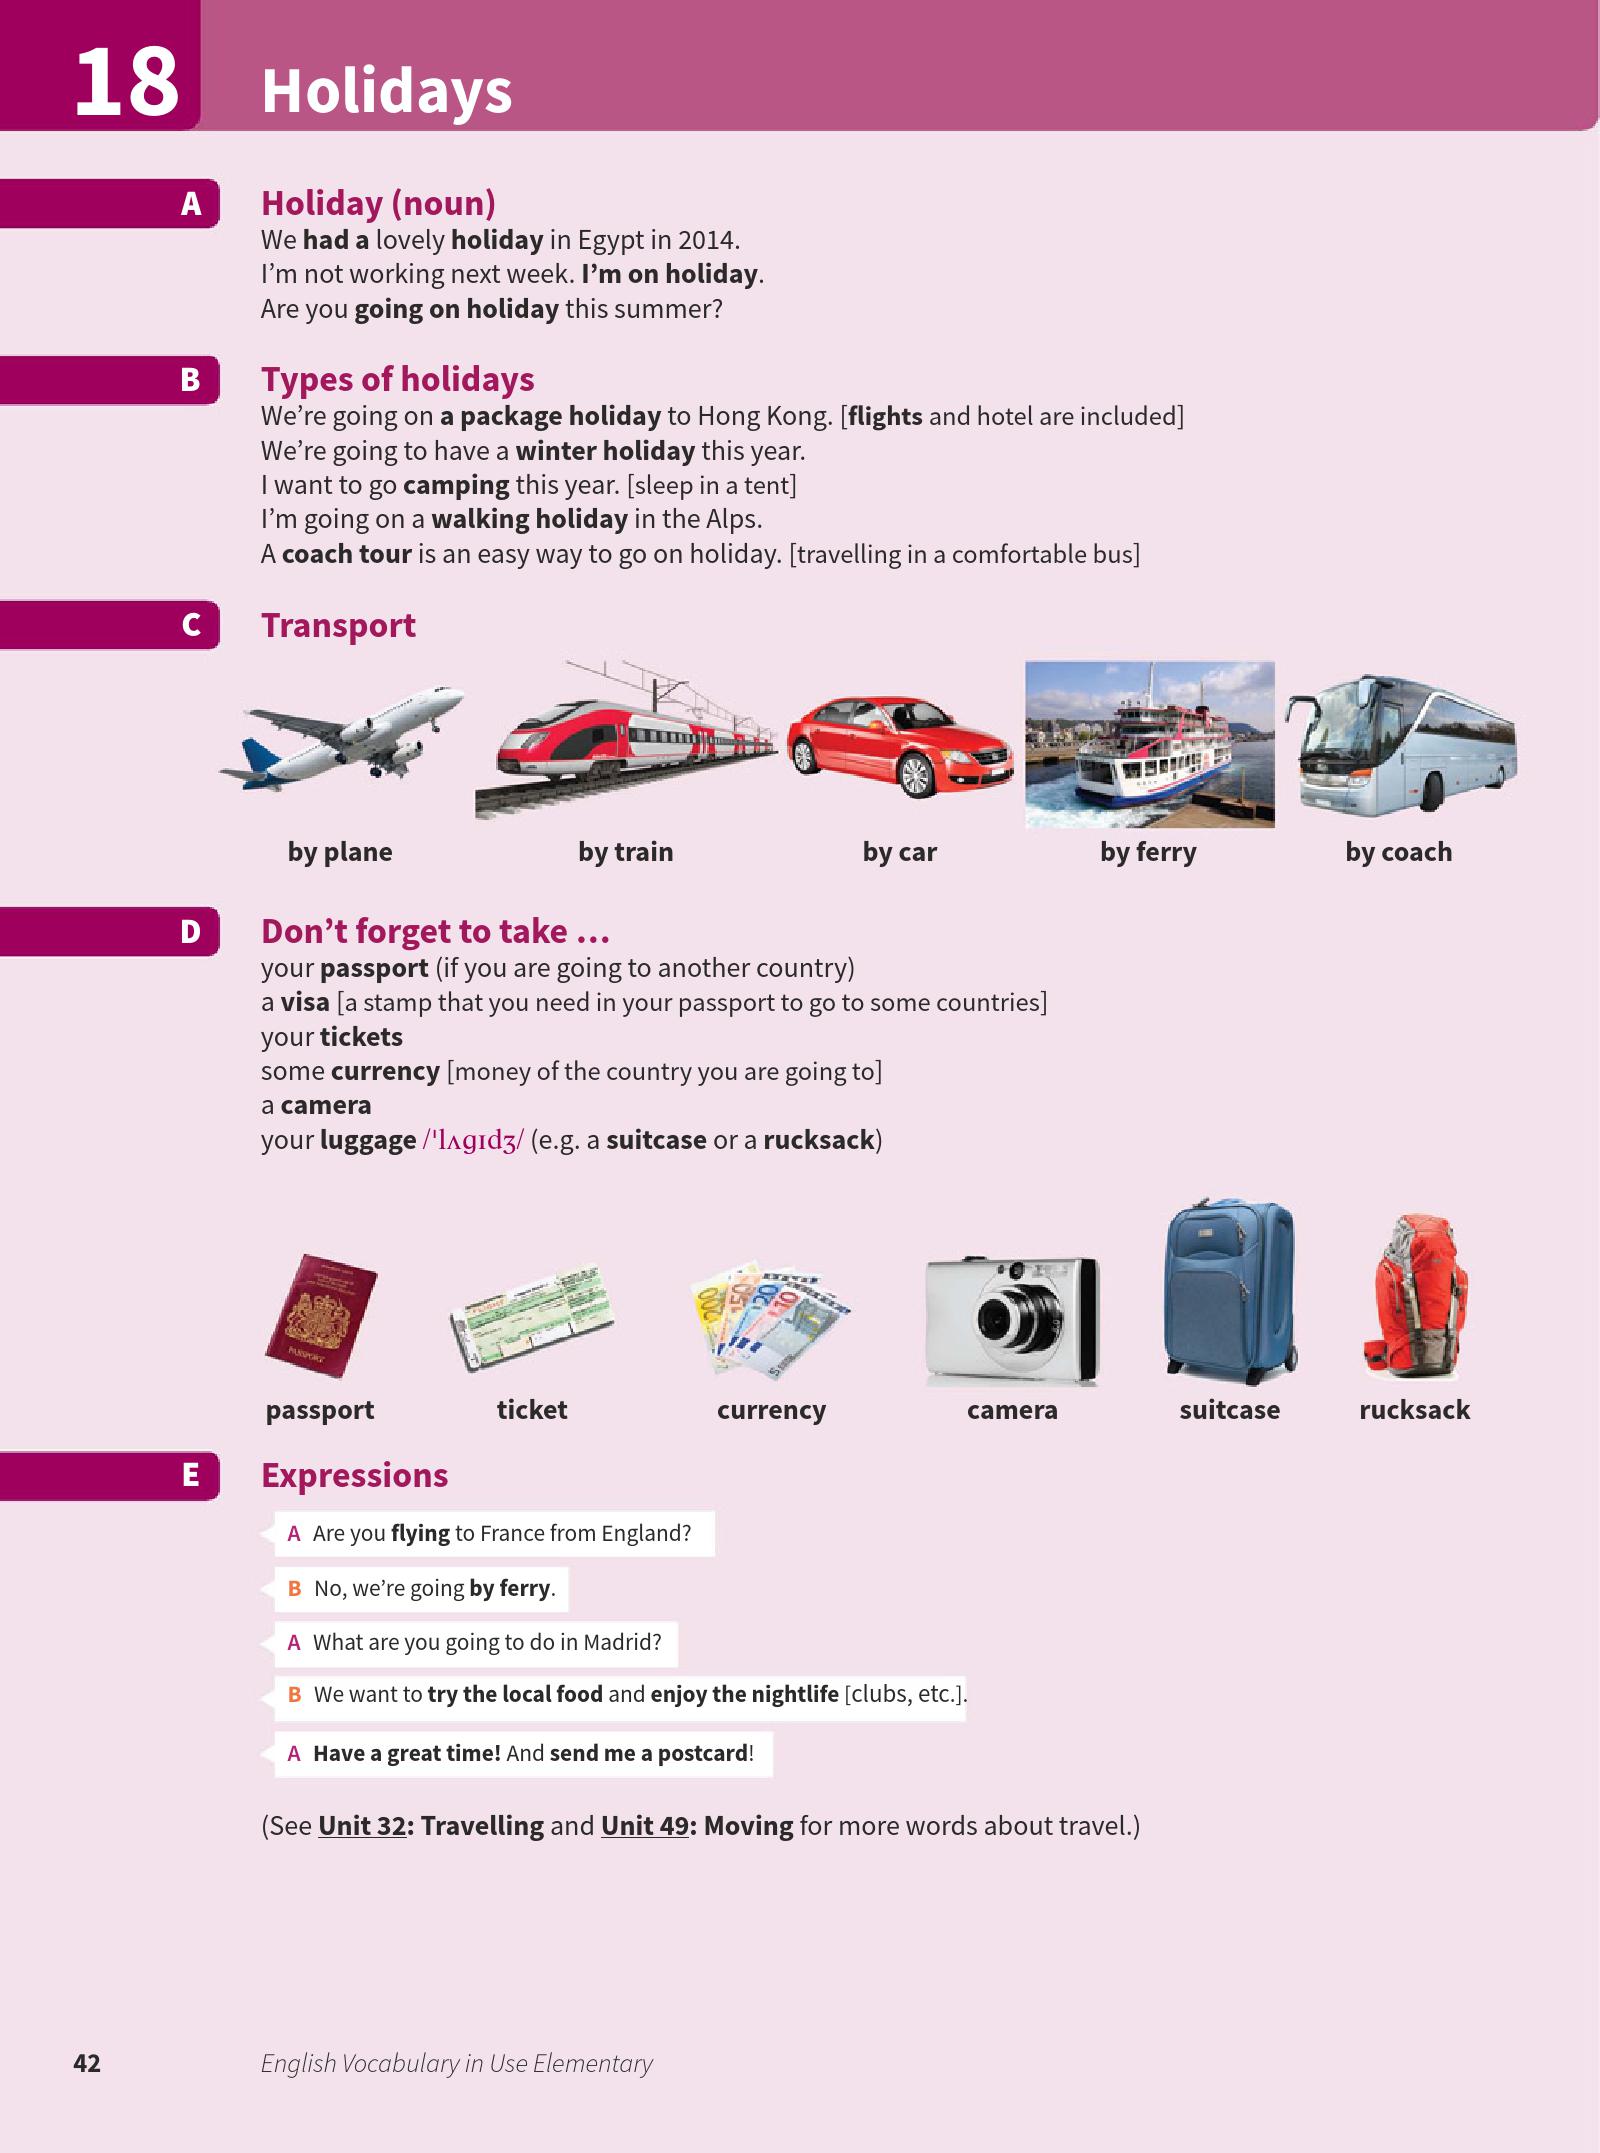 18
Holidays
A
Holiday (noun)
We had a lovely holiday in Egypt in 2014.
I’m not working next week. I’m on holiday.
Are you going on holiday this summer?
B
Types of holidays
We’re going on a package holiday to Hong Kong. [flights and hotel are included]
We’re going to have a winter holiday this year.
I want to go camping this year. [sleep in a tent]
I’m going on a walking holiday in the Alps.
A coach tour is an easy way to go on holiday. [travelling in a comfortable bus]
C
Transport
by plane
by train
by car
by ferry
by coach
D
Don’t forget to take …
your passport (if you are going to another country)
a visa [a stamp that you need in your passport to go to some countries]
your tickets
some currency [money of the country you are going to]
a camera
your luggage /ˈlʌɡɪdʒ/ (e.g. a suitcase or a rucksack)
PASSPORT
200
50
20
10
5
passport
ticket
currency
camera
suitcase
rucksack
E
Expressions
A Are you flying to France from England?
B No, we’re going by ferry.
A What are you going to do in Madrid?
B We want to try the local food and enjoy the nightlife [clubs, etc.].
A Have a great time! And send me a postcard!
(See Unit 32: Travelling and Unit 49: Moving for more words about travel.)
42
English Vocabulary in Use Elementary